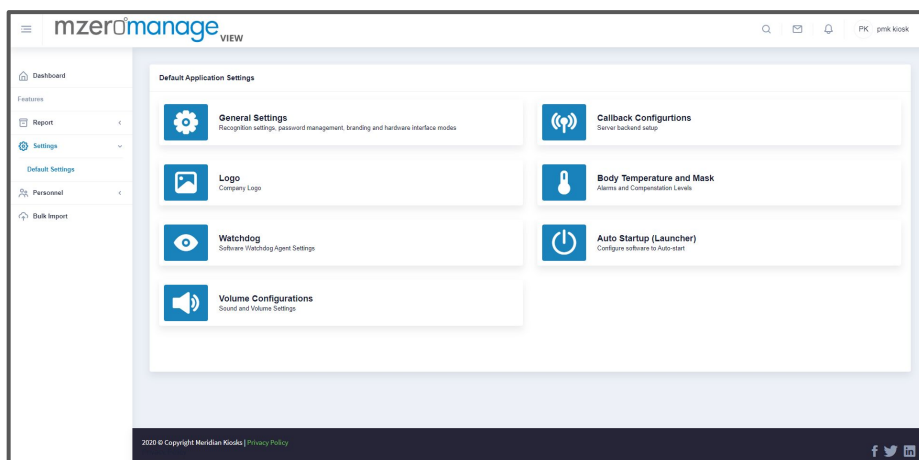 mzeromanage VIEW
PK pmk kiosk
Dashboard
Features
Report
Settings
Default Settings
Personnel
Bulk Import
Default Application Settings
General Settings
Recognition settings, password management, branding and hardware interface modes
Callback Configurtions
Server backend setup
Logo
Company Logo
Body Temperature and Mask
Alarms and Compenstation Levels
Watchdog
Software Watchdog Agent Settings
Auto Startup (Launcher)
Configure software to Auto-start
Volume Configurations
Sound and Volume Settings
2020 © Copyright Meridian Kiosks | Privacy Policy